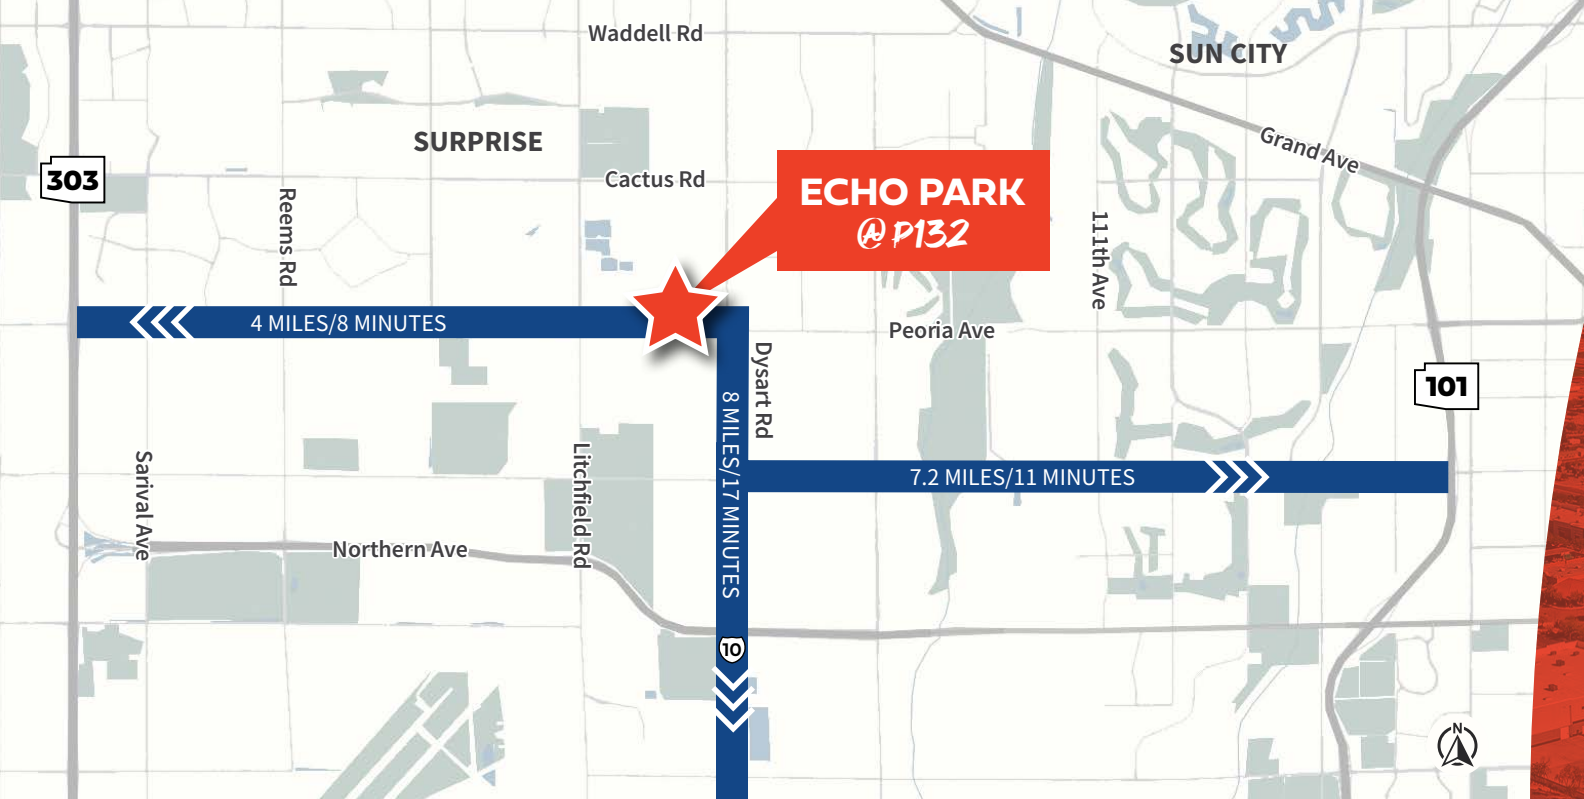 Waddell Rd
SUN CITY
SURPRISE
Grand Ave
303
Cactus Rd
ECHO PARK
@ P132
Reems Rd
111th Ave
4 MILES/8 MINUTES
Peoria Ave
Dysart Rd
101
8 MILES/17 MINUTES
7.2 MILES/11 MINUTES
Sarival Ave
Litchfield Rd
Northern Ave
10
N